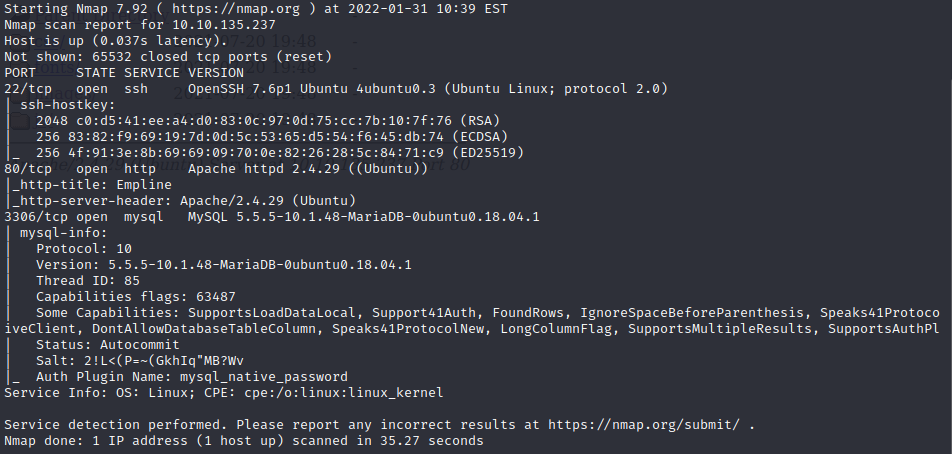 Starting Nmap 7.92 ( https://nmap.org ) at 2022-01-31 10:39 EST
Nmap scan report for 10.10.135.237
Host is up (0.037s latency).
Not shown: 65532 closed tcp ports (reset)
PORT     STATE SERVICE VERSION
22/tcp   open  ssh     OpenSSH 7.6p1 Ubuntu 4ubuntu0.3 (Ubuntu Linux; protocol 2.0)
| ssh-hostkey:
|   2048 c0:d5:41:ee:a4:d0:83:0c:97:0d:75:cc:7b:10:7f:76 (RSA)
|   256 83:82:f9:69:19:7d:0d:5c:53:65:d5:54:f6:45:db:74 (ECDSA)
|_  256 4f:91:3e:8b:69:69:09:70:0e:82:26:28:5c:84:71:c9 (ED25519)
80/tcp   open  http    Apache httpd 2.4.29 ((Ubuntu))
|_http-title: Empline
|_http-server-header: Apache/2.4.29 (Ubuntu)
3306/tcp open  mysql   MySQL 5.5.5-10.1.48-MariaDB-0ubuntu0.18.04.1
| mysql-info:
|   Protocol: 10
|   Version: 5.5.5-10.1.48-MariaDB-0ubuntu0.18.04.1
|   Thread ID: 85
|   Capabilities flags: 63487
|   Some Capabilities: SupportsLoadDataLocal, Support41Auth, FoundRows, IgnoreSpaceBeforeParenthesis, Speaks41Protoco
iveClient, DontAllowDatabaseTableColumn, Speaks41ProtocolNew, LongColumnFlag, SupportsMultipleResults, SupportsAuthPl
|   Status: Autocommit
|   Salt: 2!L<(P=~(GkhIq"MB?Wv
|_  Auth Plugin Name: mysql_native_password
Service Info: OS: Linux; CPE: cpe:/o:linux:linux_kernel

Service detection performed. Please report any incorrect results at https://nmap.org/submit/ .
Nmap done: 1 IP address (1 host up) scanned in 35.27 seconds